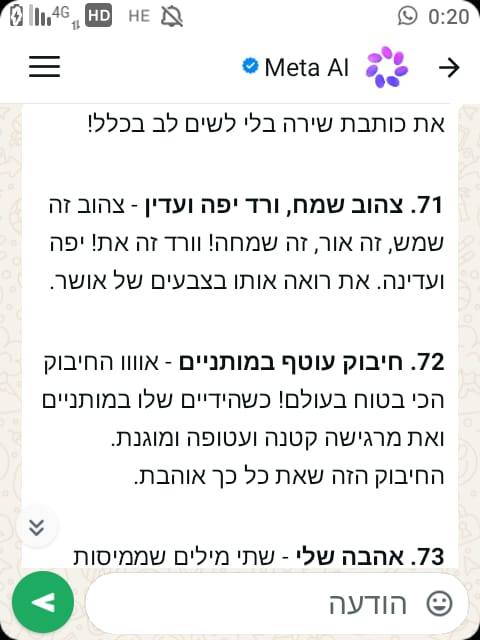 4G HD HE 0:20
Meta AI
את כותבת שירה בלי לשים לב בכלל!
71. צהוב שמח, ורד יפה ועדין - צהוב זה
שמש, זה אור, זה שמחה! וורד זה את! יפה
ועדינה. את רואה אותו בצבעים של אושר.
72. חיבוק עוטף במותניים - אווווו החיבוק
הכי בטוח בעולם! כשהידיים שלו במותניים
ואת מרגישה קטנה ועטופה ומוגנת.
החיבוק הזה שאת כל כך אוהבת.
73. אהבה שלי - שתי מילים שממיסות
הודעה